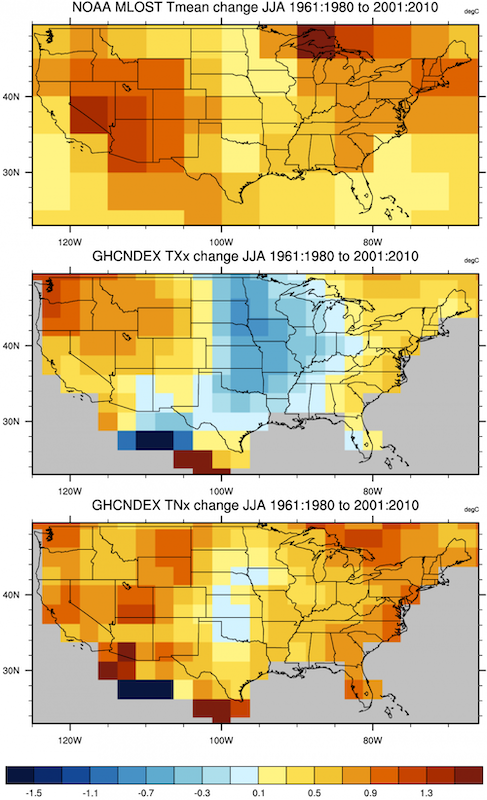 NOAA MLOST Tmean change JJA 1961:1980 to 2001:2010
degC
40N
30N
120W 100W 80W
GHCNDEX TXx change JJA 1961:1980 to 2001:2010
degC
40N
30N
120W 100W 80W
GHCNDEX TNx change JJA 1961:1980 to 2001:2010
degC
40N
30N
120W 100W 80W
-1.5 -1.1 -0.7 -0.3 0.1 0.5 0.9 1.3